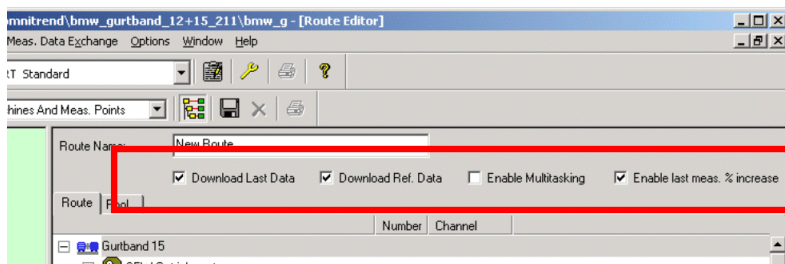 omnitrend\bmw_gurtband_12+15_211\bmw_g - [Route Editor]
Meas. Data Exchange Options Window Help
RT Standard
hines And Meas. Points
Route Name: New Route
Download Last Data Download Ref. Data Enable Multitasking Enable last meas. % increase
Route Pool
Number Channel
Gurtband 15